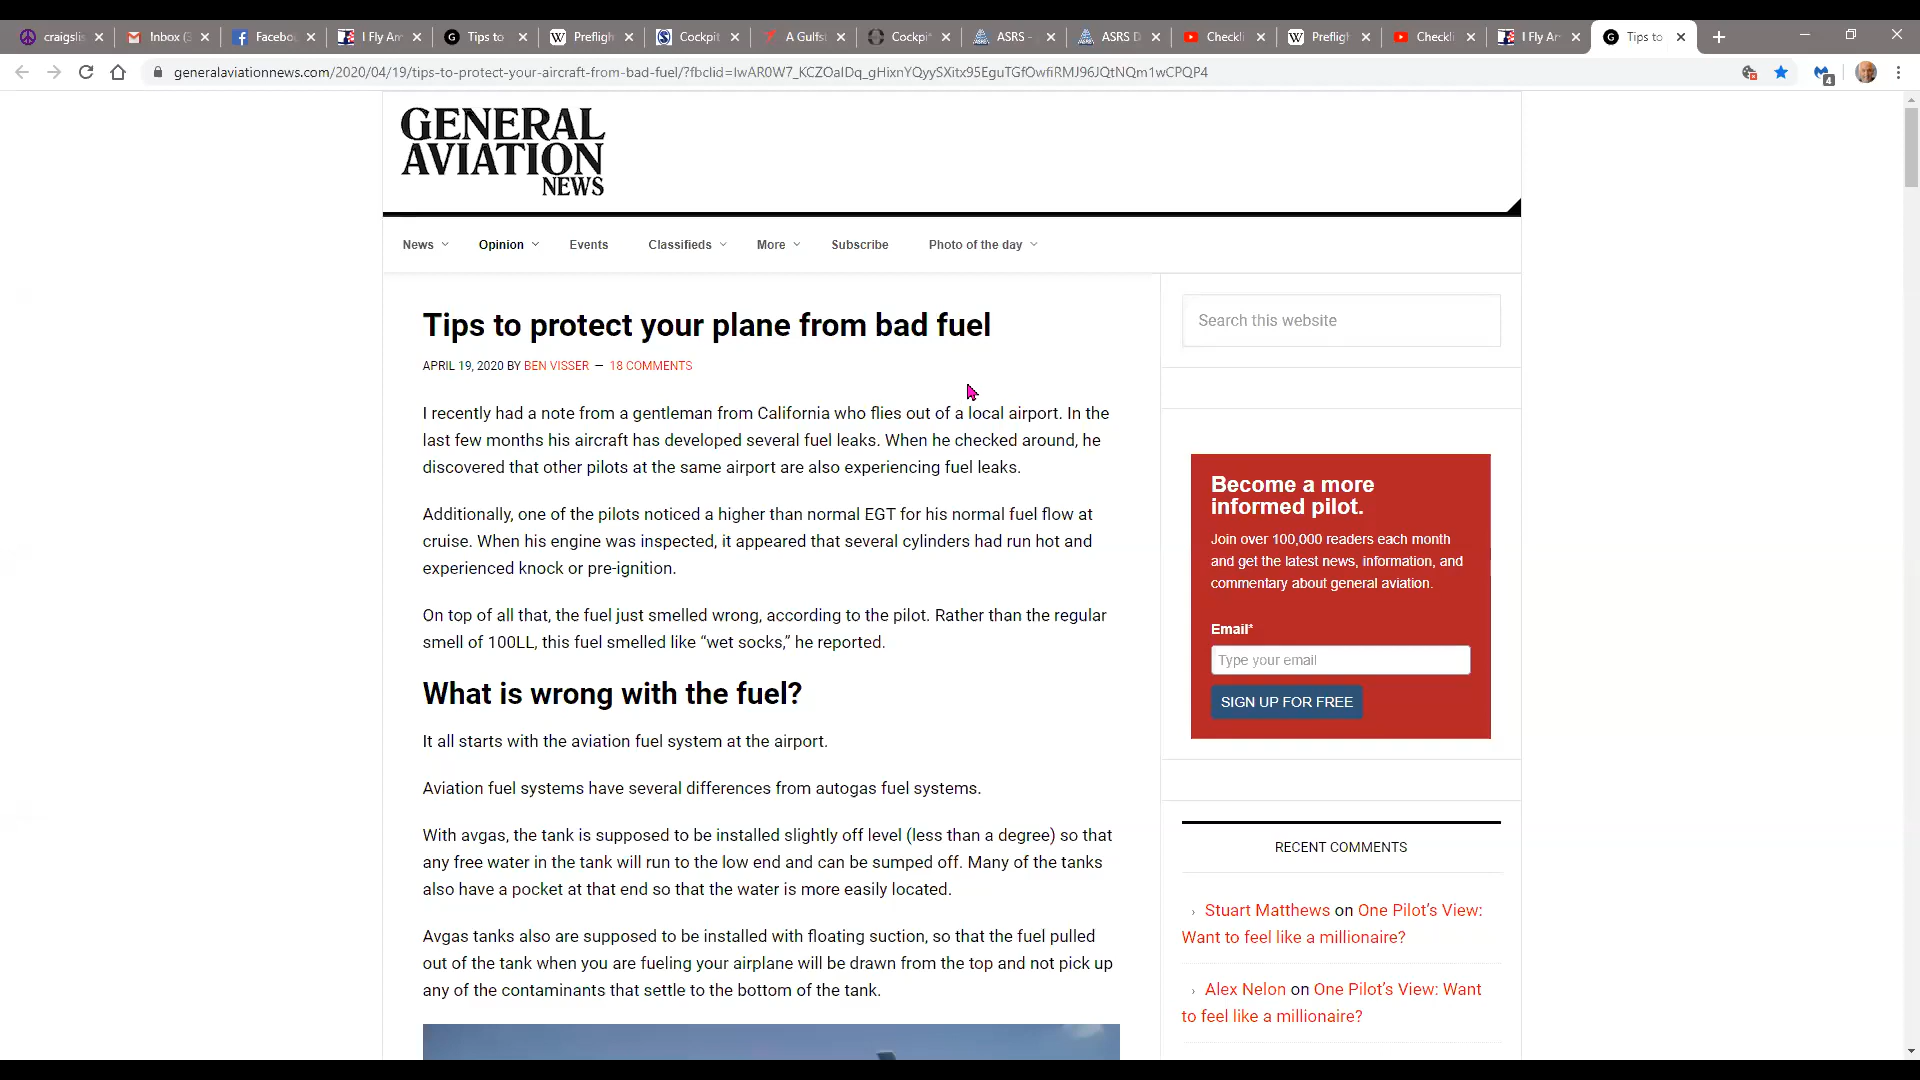 craigslis
Inbox (3
Facebo
I Fly Am
Tips to
Prefligh
Cockpit
A Gulfst
Cockpi
ASRS -
ASRS D
Checkli
Preflig
Checkli
I Fly Am
Tips to
generalaviationnews.com/2020/04/19/tips-to-protect-your-aircraft-from-bad-fuel/?fbclid=
4
GENERAL
AVIATION
NEWS
News
Opinion
Events
Classifieds
More
Subscribe
Photo of the day
Tips to protect your plane from bad fuel
APRIL 19, 2020 BY BEN VISSER — 18 COMMENTS
I recently had a note from a gentleman from California who flies out of a local airport. In the
last few months his aircraft has developed several fuel leaks. When he checked around, he
discovered that other pilots at the same airport are also experiencing fuel leaks.
Additionally, one of the pilots noticed a higher than normal EGT for his normal fuel flow at
cruise. When his engine was inspected, it appeared that several cylinders had run hot and
experienced knock or pre-ignition.
On top of all that, the fuel just smelled wrong, according to the pilot. Rather than the regular
smell of 100LL, this fuel smelled like “wet socks,” he reported.
What is wrong with the fuel?
It all starts with the aviation fuel system at the airport.
Aviation fuel systems have several differences from autogas fuel systems.
With avgas, the tank is supposed to be installed slightly off level (less than a degree) so that
any free water in the tank will run to the low end and can be sumped off. Many of the tanks
also have a pocket at that end so that the water is more easily located.
Avgas tanks also are supposed to be installed with floating suction, so that the fuel pulled
out of the tank when you are fueling your airplane will be drawn from the top and not pick up
any of the contaminants that settle to the bottom of the tank.
Search this website
Become a more
informed pilot.
Join over 100,000 readers each month
and get the latest news, information, and
commentary about general aviation.
Email*
Type your email
SIGN UP FOR FREE
RECENT COMMENTS
Stuart Matthews on One Pilot’s View:
Want to feel like a millionaire?
Alex Nelon on One Pilot’s View: Want
to feel like a millionaire?